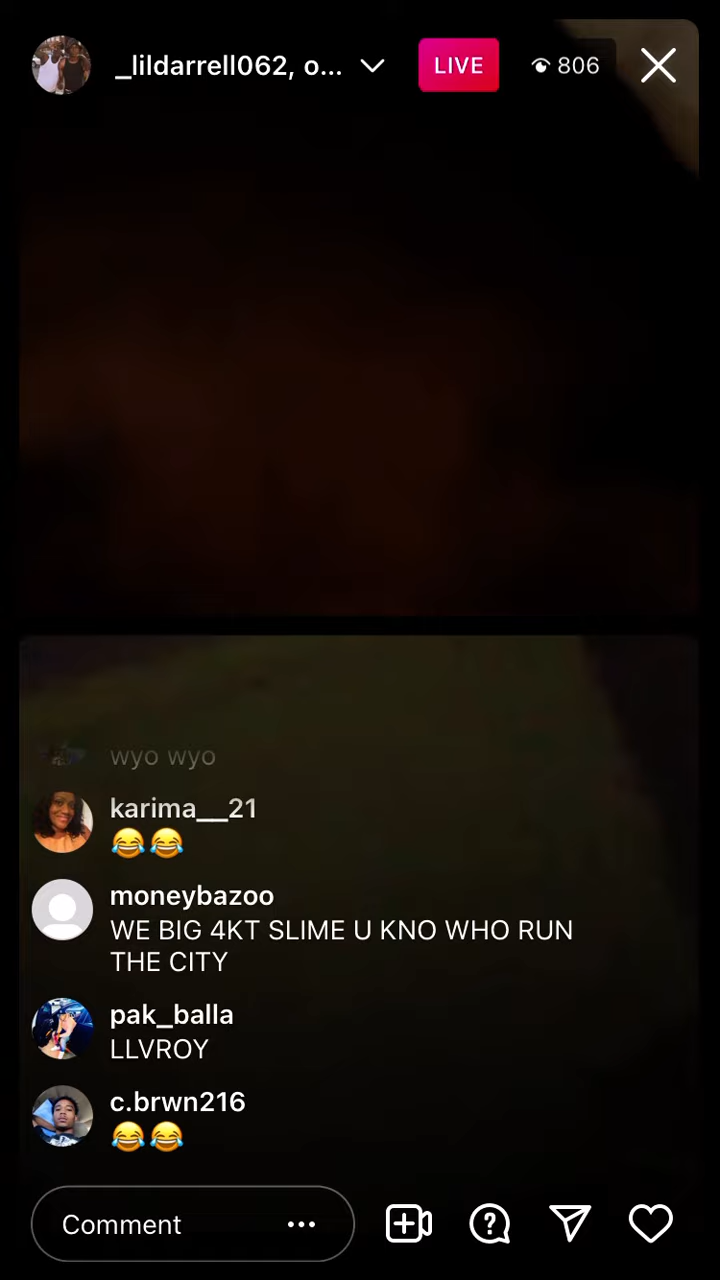 _lildarrell062, o...
LIVE
806
wyo wyo
karima__21
😂😂
moneybazoo
WE BIG 4KT SLIME U KNO WHO RUN
THE CITY
pak_balla
LLVROY
c.brwn216
😂😂
Comment